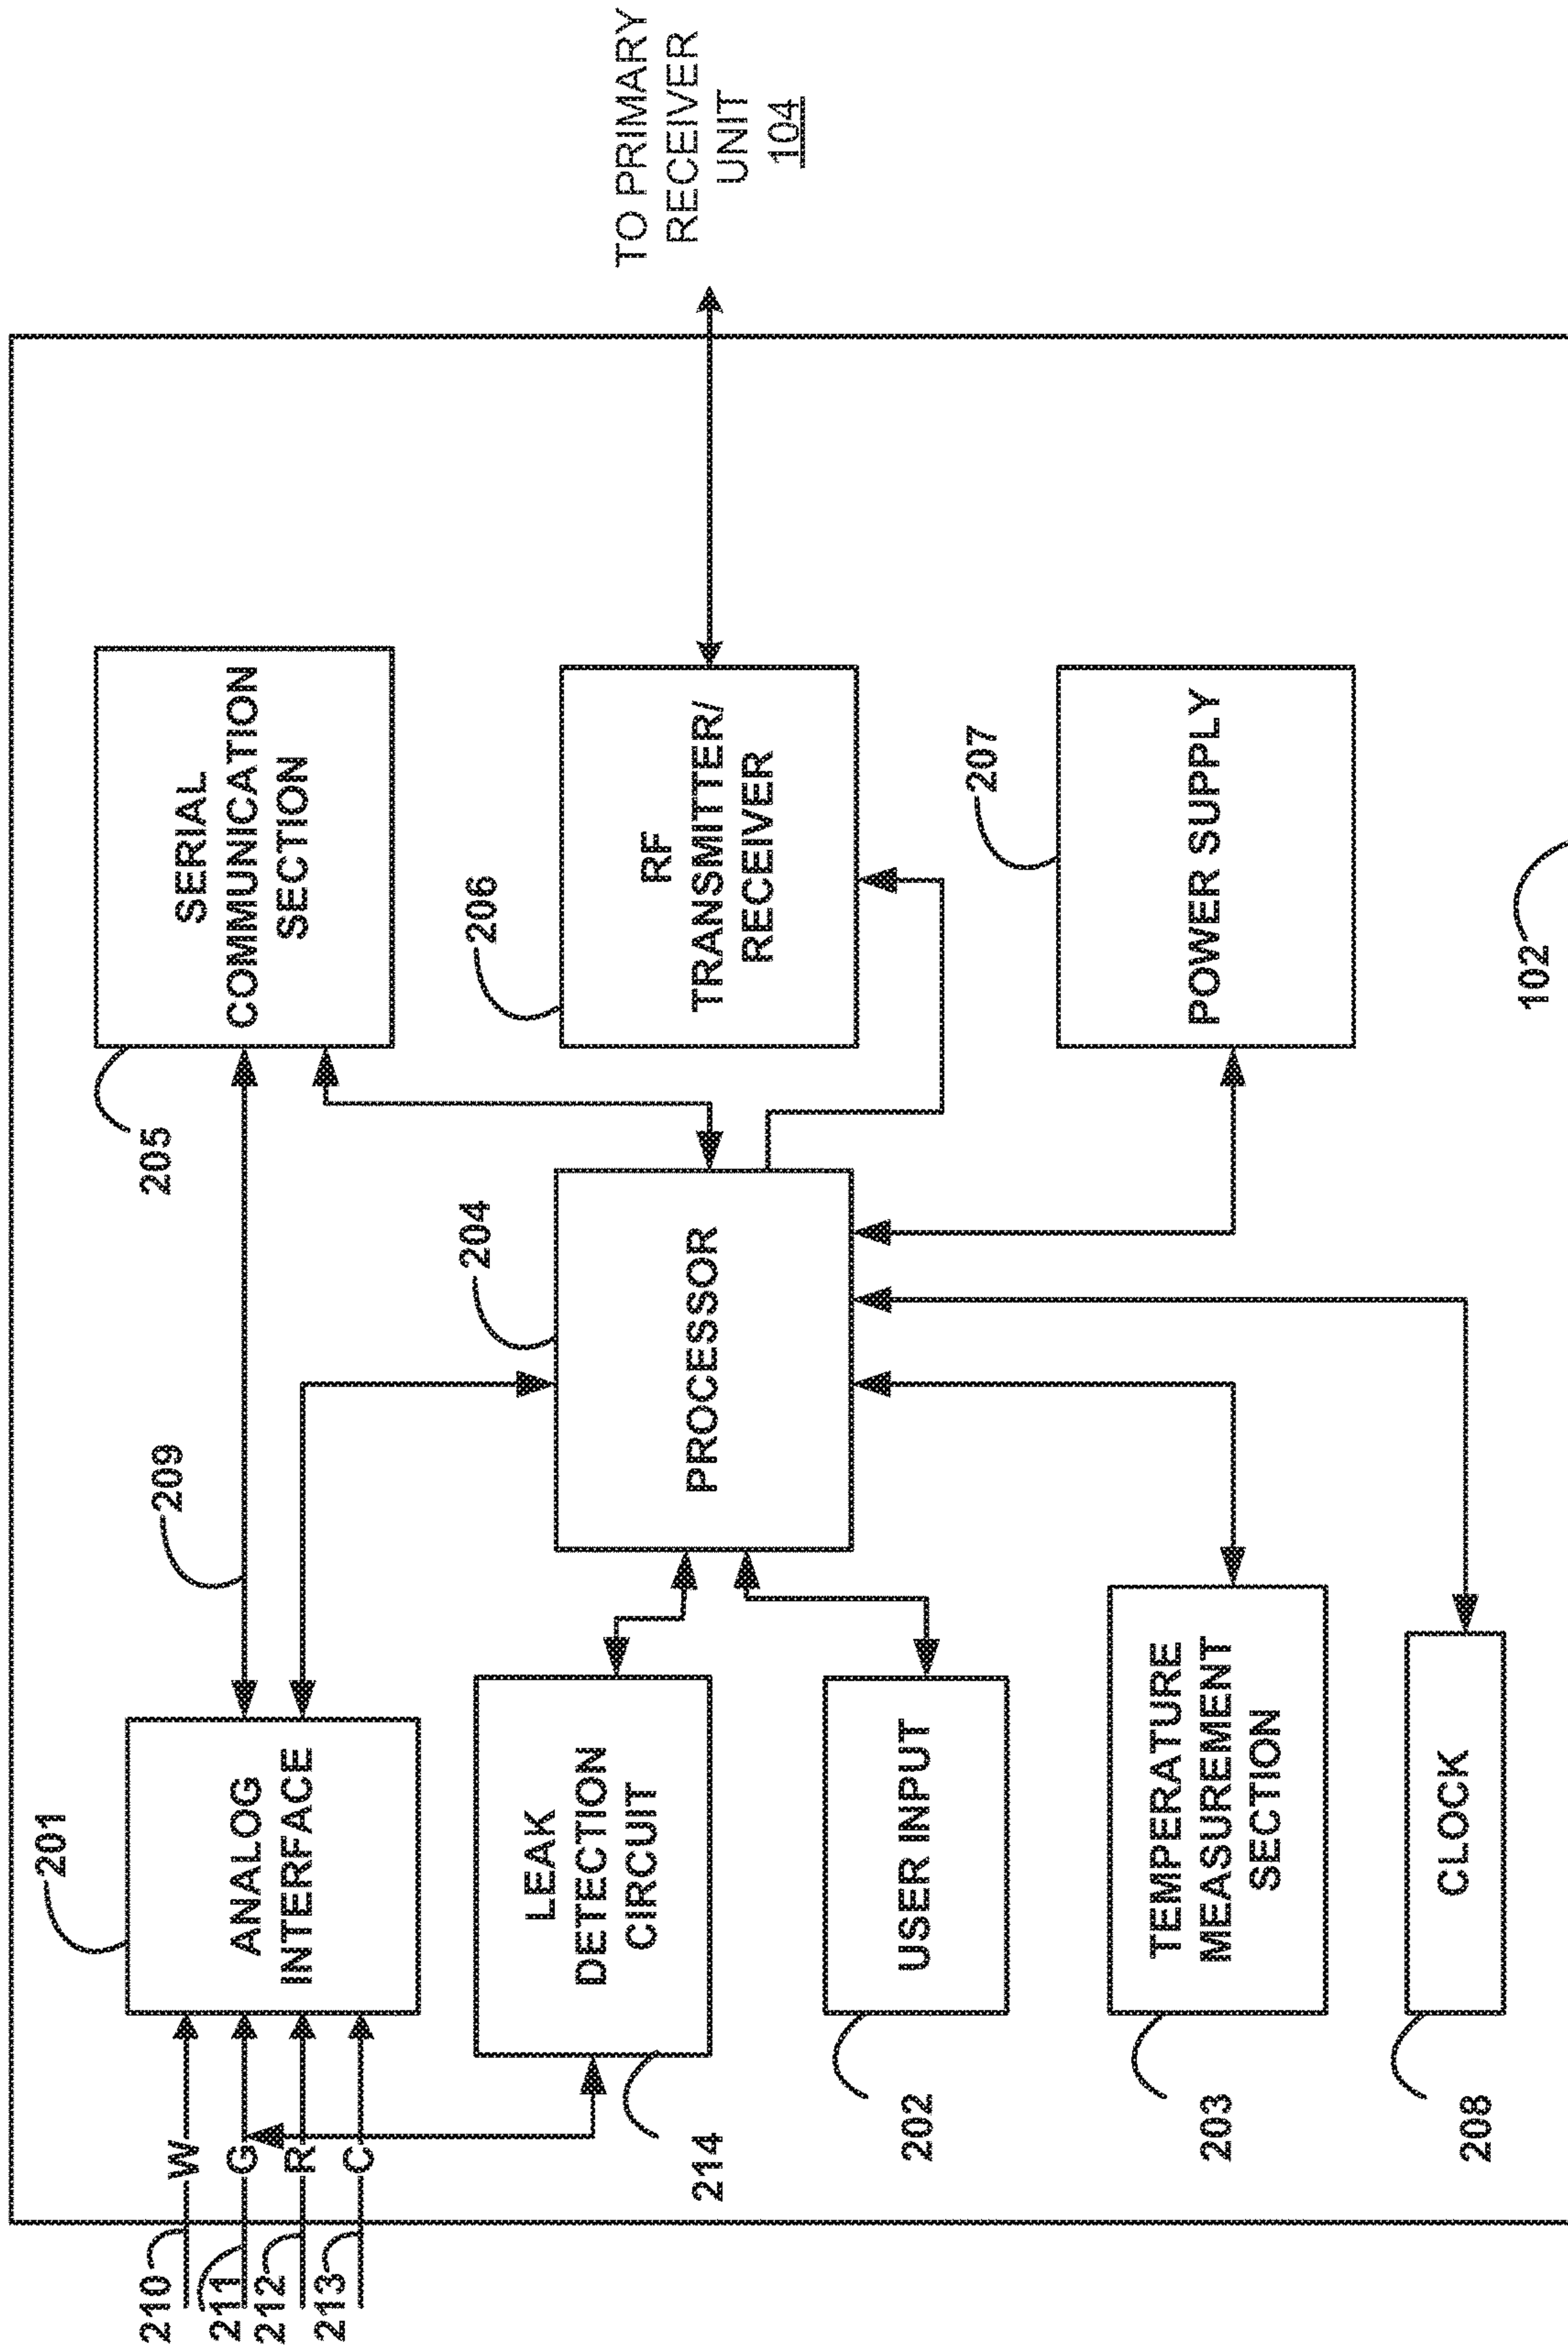 210
W
211
G
212
R
213
C
201
ANALOG
INTERFACE
209
205
SERIAL
COMMUNICATION
SECTION
214
LEAK
DETECTION
CIRCUIT
204
PROCESSOR
206
RF
TRANSMITTER/
RECEIVER
TO PRIMARY
RECEIVER
UNIT
104
202
USER INPUT
203
TEMPERATURE
MEASUREMENT
SECTION
207
POWER SUPPLY
208
CLOCK
102